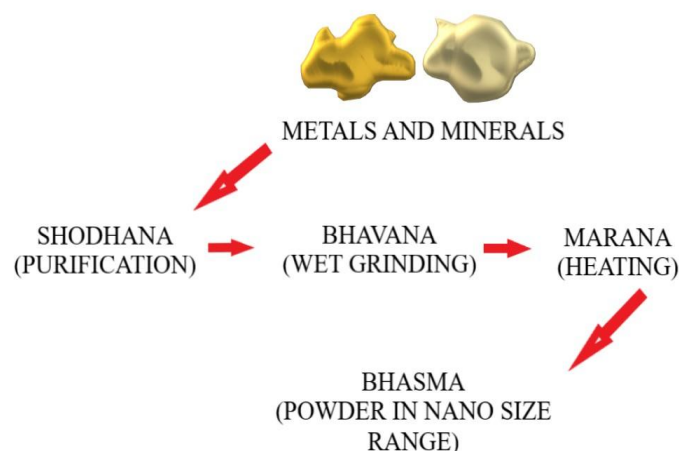 METALS AND MINERALS
SHODHANA
(PURIFICATION)
BHAVANA
(WET GRINDING)
MARANA
(HEATING)
BHASMA
(POWDER IN NANO SIZE
RANGE)